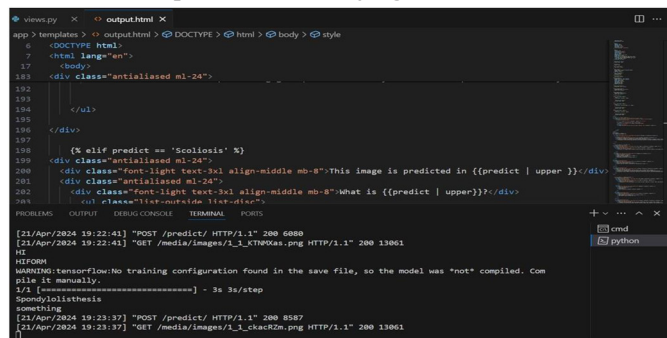 views.py output.html
app > templates > output.html > DOCTYPE > html > body > style
6 <DOCTYPE html>
7 <html lang="en">
17 <body>
183 <div class="antialiased ml-24">
192
193
194 </ul>
195
196 </div>
197
198 {% elif predict == 'Scoliosis' %}
199 <div class="antialiased ml-24">
200 <div class="font-light text-3xl align-middle mb-8">This image is predicted in {{predict | upper }}</div>
201 <div class="antialiased ml-24">
202 <div class="font-light text-3xl align-middle mb-8">What is {{predict | upper}}?</div>
203 <ul class="list-outside list-disc">
PROBLEMS OUTPUT DEBUG CONSOLE TERMINAL PORTS
cmd
python
[21/Apr/2024 19:22:41] "POST /predict/ HTTP/1.1" 200 6080
[21/Apr/2024 19:22:41] "GET /media/images/1_1_KTNMXas.png HTTP/1.1" 200 13061
HI
HIFORM
WARNING:tensorflow:No training configuration found in the save file, so the model was *not* compiled. Com
pile it manually.
1/1 [==============================] - 3s 3s/step
Spondylolisthesis
something
[21/Apr/2024 19:23:37] "POST /predict/ HTTP/1.1" 200 8587
[21/Apr/2024 19:23:37] "GET /media/images/1_1_ckacRZm.png HTTP/1.1" 200 13061